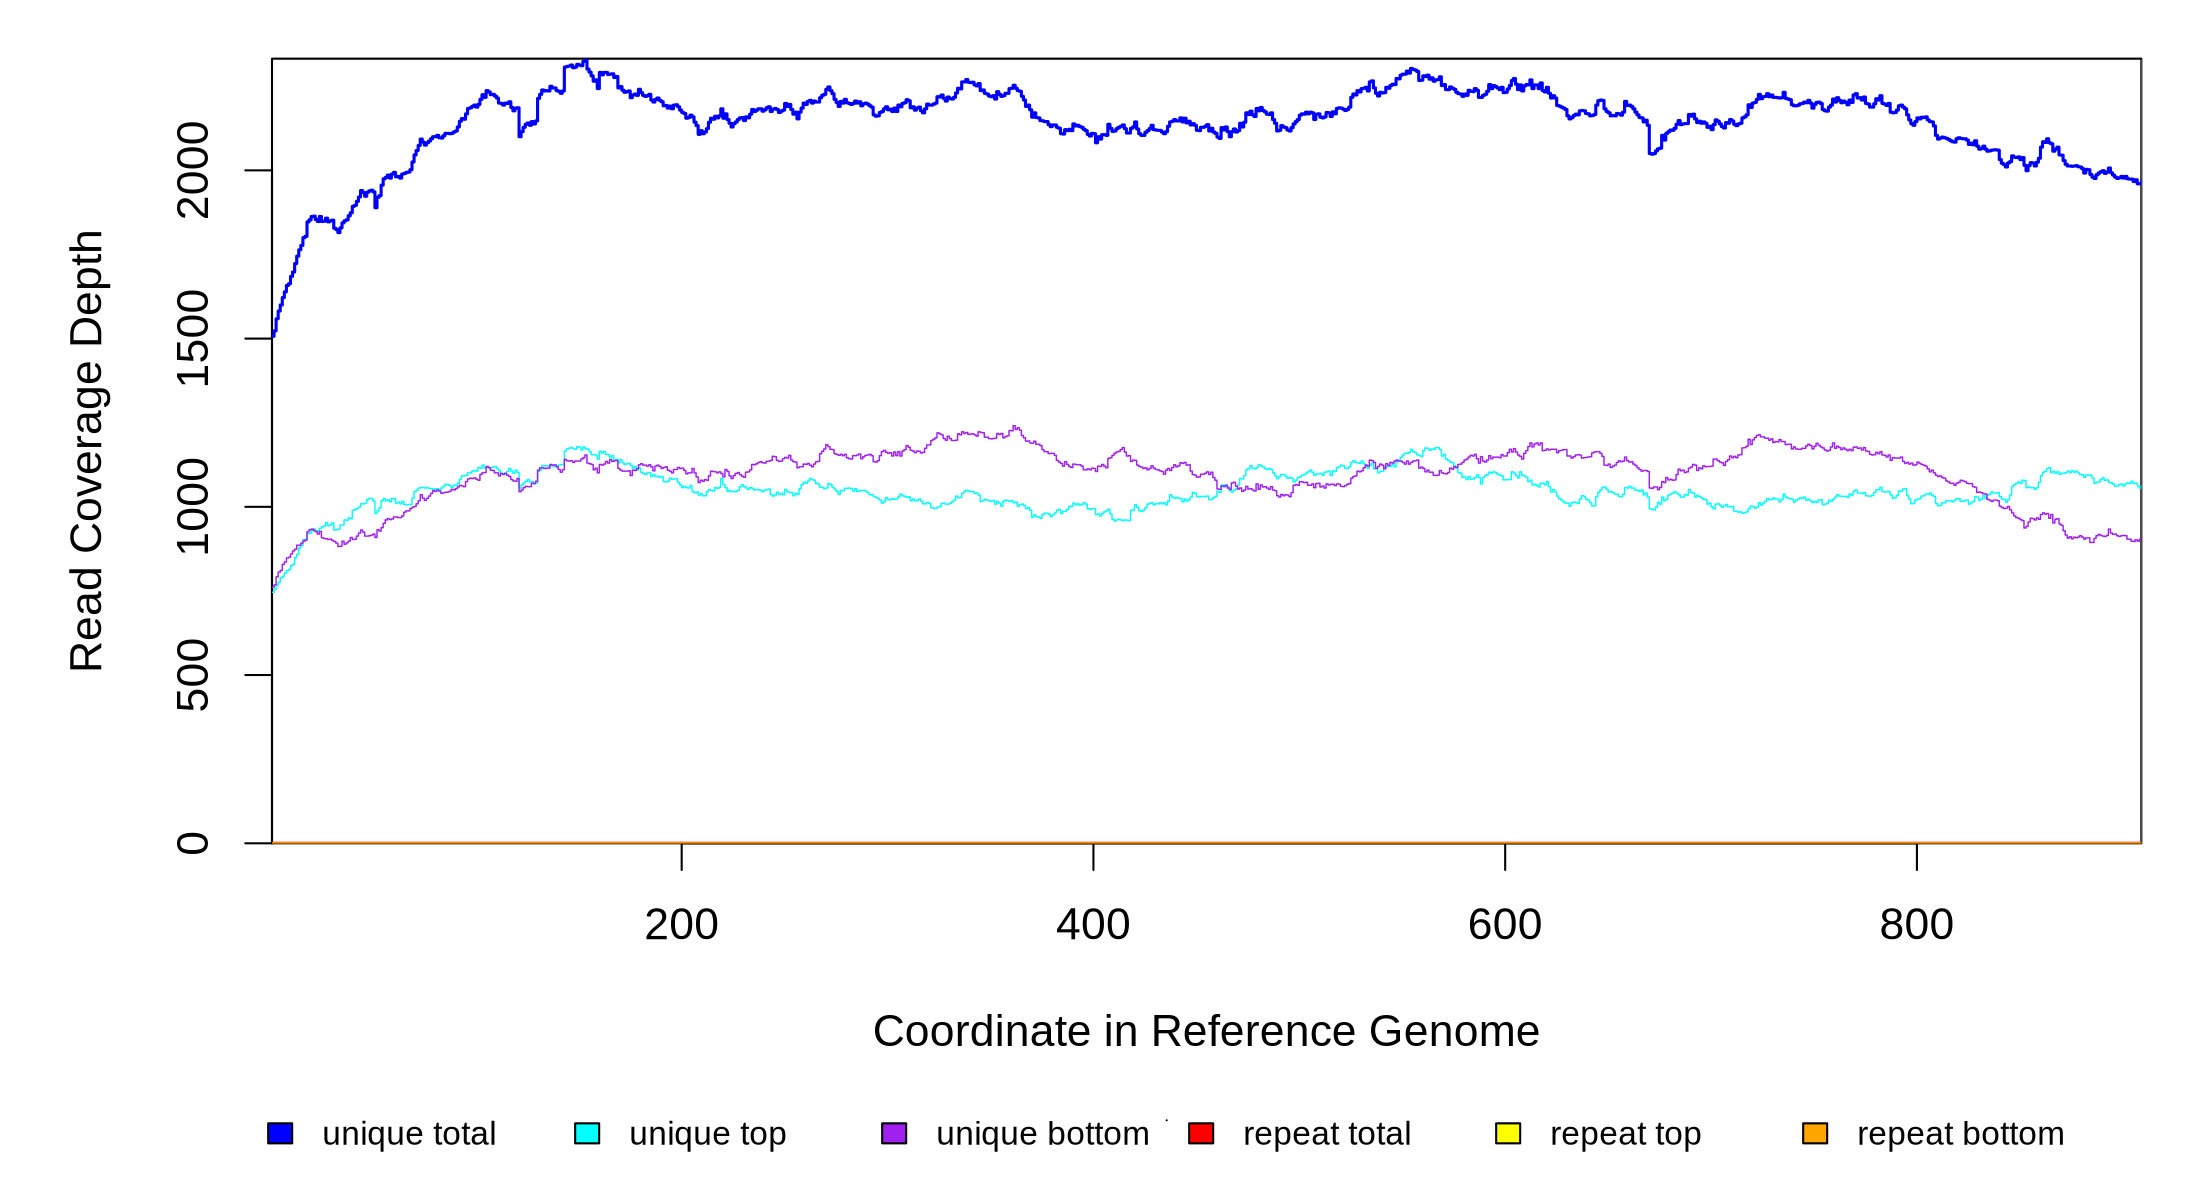 2000
1500
1000
500
0
Read Coverage Depth
200 400 600 800
Coordinate in Reference Genome
unique total unique top unique bottom repeat total repeat top repeat bottom